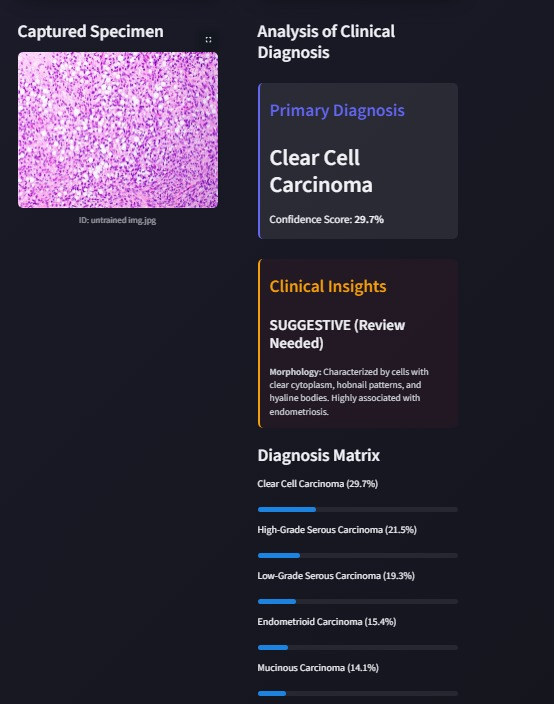 Captured Specimen
ID: untrained img.jpg
Analysis of Clinical
Diagnosis
Primary Diagnosis
Clear Cell
Carcinoma
Confidence Score: 29.7%
Clinical Insights
SUGGESTIVE (Review
Needed)
Morphology: Characterized by cells with
clear cytoplasm, hobnail patterns, and
hyaline bodies. Highly associated with
endometriosis.
Diagnosis Matrix
Clear Cell Carcinoma (29.7%)
High-Grade Serous Carcinoma (21.5%)
Low-Grade Serous Carcinoma (19.3%)
Endometrioid Carcinoma (15.4%)
Mucinous Carcinoma (14.1%)